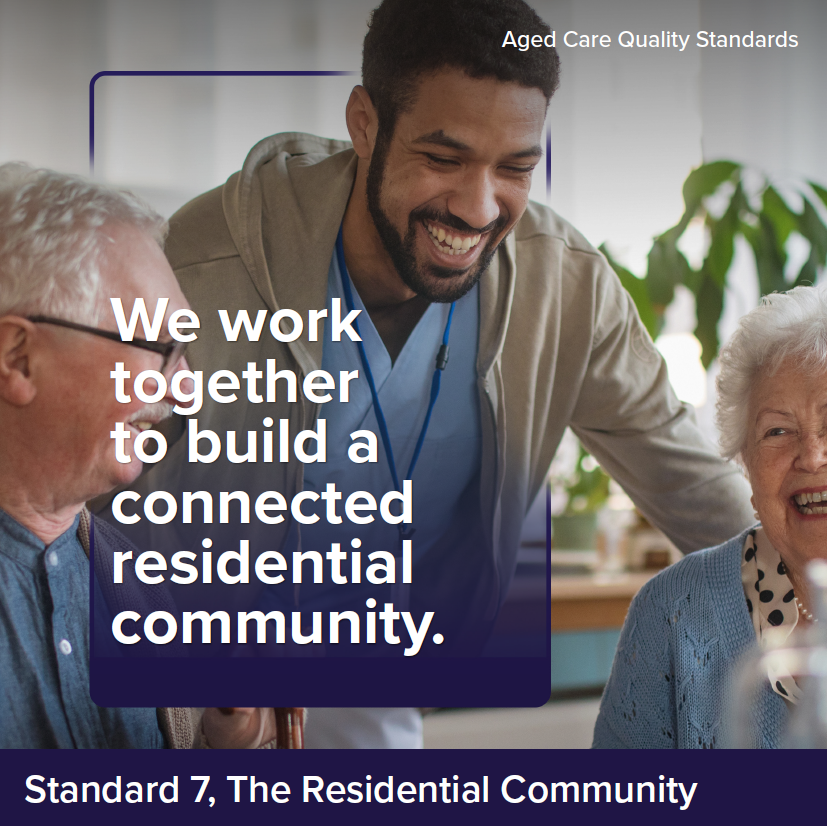 Aged Care Quality Standards
We work
together
to build a
connected
residential
community.
Standard 7, The Residential Community